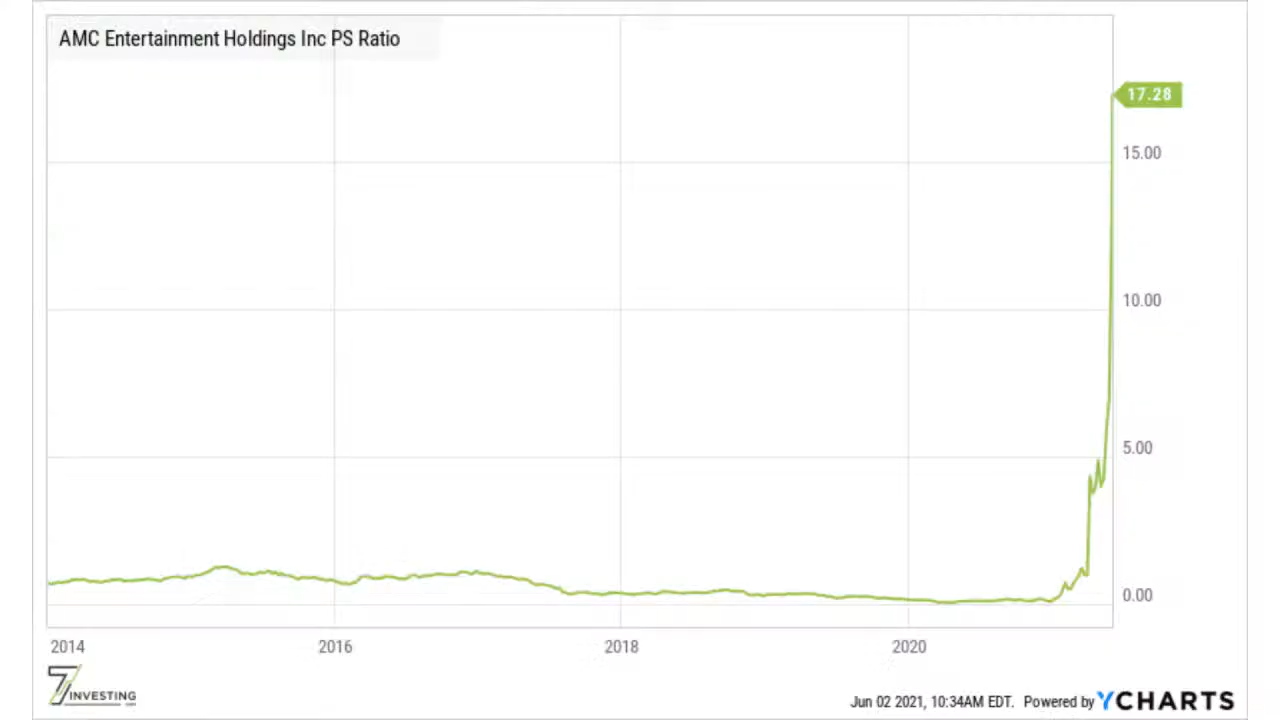 AMC Entertainment Holdings Inc PS Ratio
17.28
15.00
10.00
5.00
0.00
2014 2016 2018 2020
7INVESTING
Jun 02 2021, 10:34AM EDT. Powered by YCHARTS